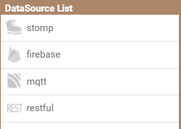 DataSource List
stomp
firebase
mqtt
REST restful